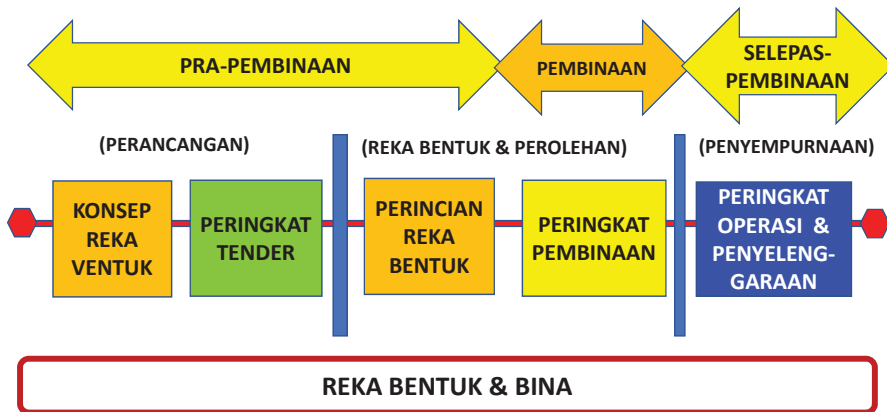 PRA-PEMBINAAN
PEMBINAAN
SELEPAS-
PEMBINAAN
(PERANCANGAN)
(REKA BENTUK & PEROLEHAN)
(PENYEMPURNAAN)
KONSEP
REKA
VENTUK
PERINGKAT
TENDER
PERINCIAN
REKA
BENTUK
PERINGKAT
PEMBINAAN
PERINGKAT
OPERASI &
PENYELENG-
GARAAN
REKA BENTUK & BINA